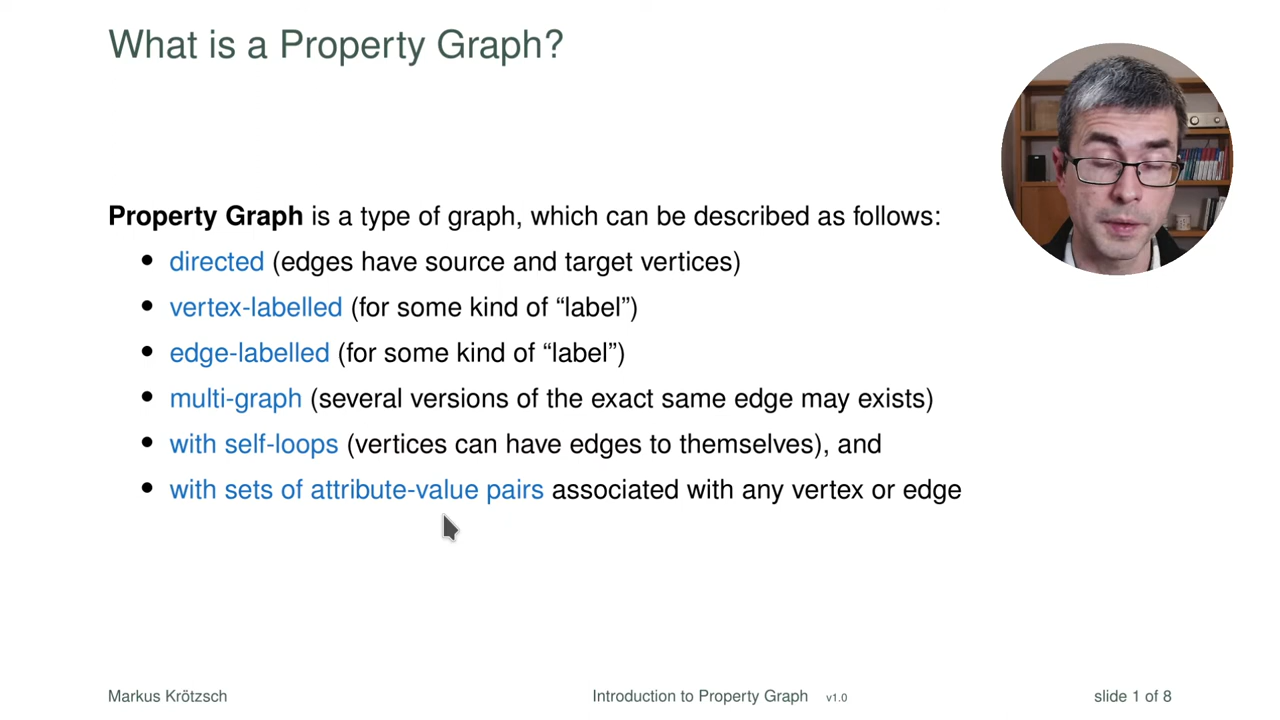 What is a Property Graph?
Property Graph is a type of graph, which can be described as follows:
• directed (edges have source and target vertices)
• vertex-labelled (for some kind of “label”)
• edge-labelled (for some kind of “label”)
• multi-graph (several versions of the exact same edge may exists)
• with self-loops (vertices can have edges to themselves), and
• with sets of attribute-value pairs associated with any vertex or edge
Markus Krötzsch Introduction to Property Graph v1.0 slide 1 of 8